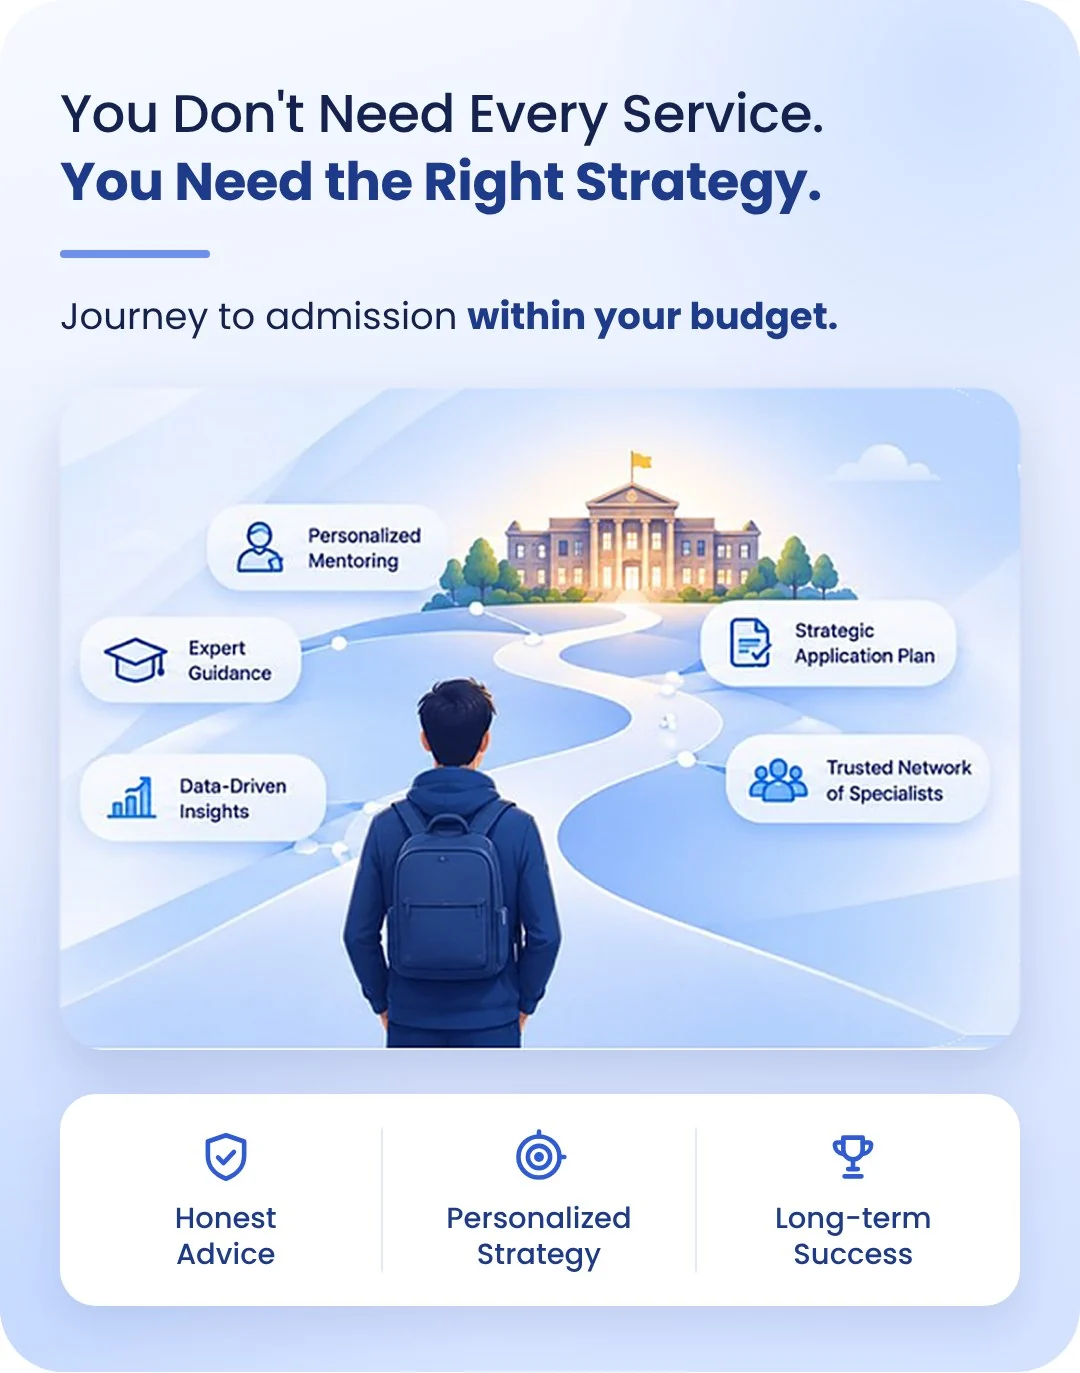 You Don't Need Every Service.
You Need the Right Strategy.
Journey to admission within your budget.
Personalized
Mentoring
Expert
Guidance
Strategic
Application Plan
Data-Driven
Insights
Trusted Network
of Specialists
Honest
Advice
Personalized
Strategy
Long-term
Success